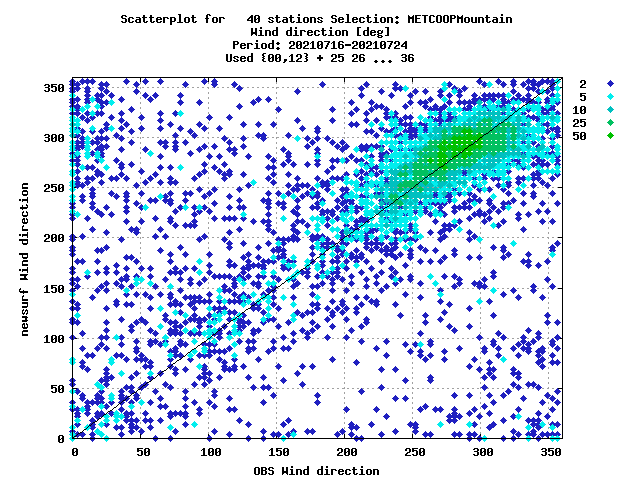 Scatterplot for   40 stations Selection: METCOOPMountain
Wind direction [deg]
Period: 20210716-20210724
Used {00,12} + 25 26 ... 36
350
300
250
200
150
100
50
0
newsurf Wind direction
0 50 100 150 200 250 300 350
OBS Wind direction
2
5
10
25
50